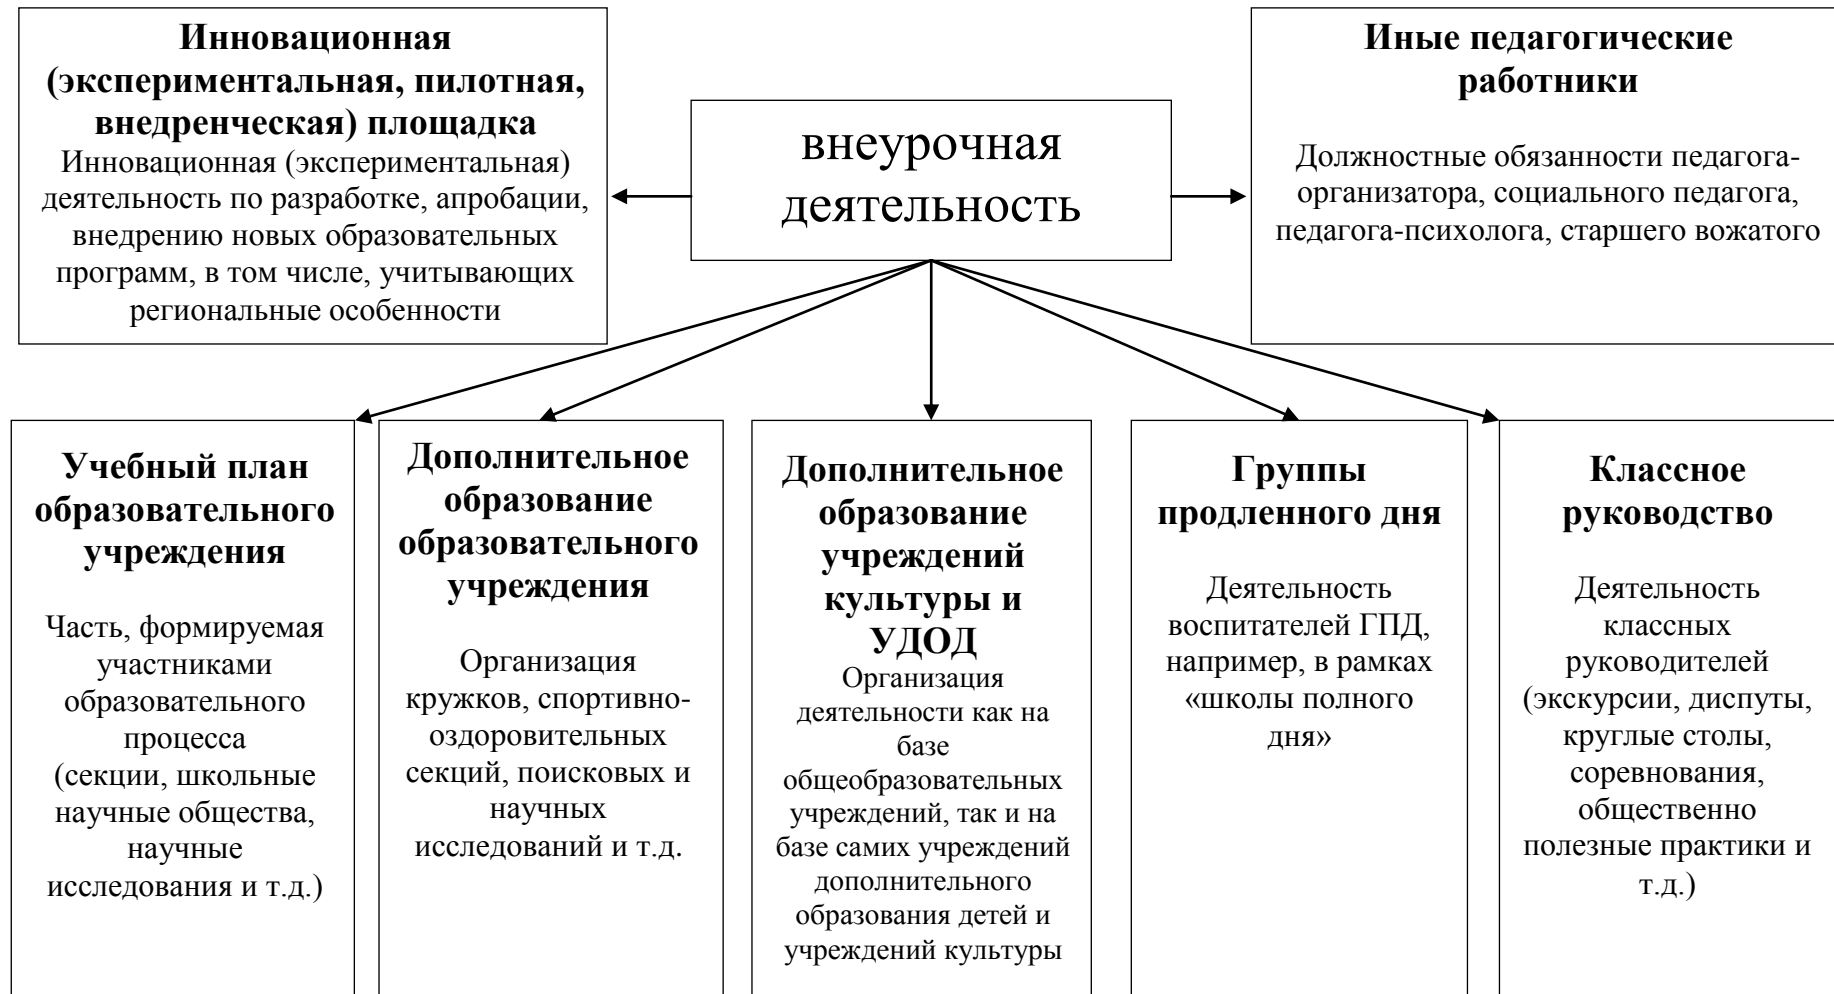 Инновационная
(экспериментальная, пилотная,
внедренческая) площадка
Инновационная (экспериментальная)
деятельность по разработке, апробации,
внедрению новых образовательных
программ, в том числе, учитывающих
региональные особенности
внеурочная
деятельность
Иные педагогические
работники
Должностные обязанности педагога-
организатора, социального педагога,
педагога-психолога, старшего вожатого
Учебный план
образовательного
учреждения
Часть, формируемая
участниками
образовательного
процесса
(секции, школьные
научные общества,
научные
исследования и т.д.)
Дополнительное
образование
образовательного
учреждения
Организация
кружков, спортивно-
оздоровительных
секций, поисковых и
научных
исследований и т.д.
Дополнительное
образование
учреждений
культуры и
УДОД
Организация
деятельности как на
базе
общеобразовательных
учреждений, так и на
базе самих учреждений
дополнительного
образования детей и
учреждений культуры
Группы
продленного дня
Деятельность
воспитателей ГПД,
например, в рамках
«школы полного
дня»
Классное
руководство
Деятельность
классных
руководителей
(экскурсии, диспуты,
круглые столы,
соревнования,
общественно
полезные практики и
т.д.)